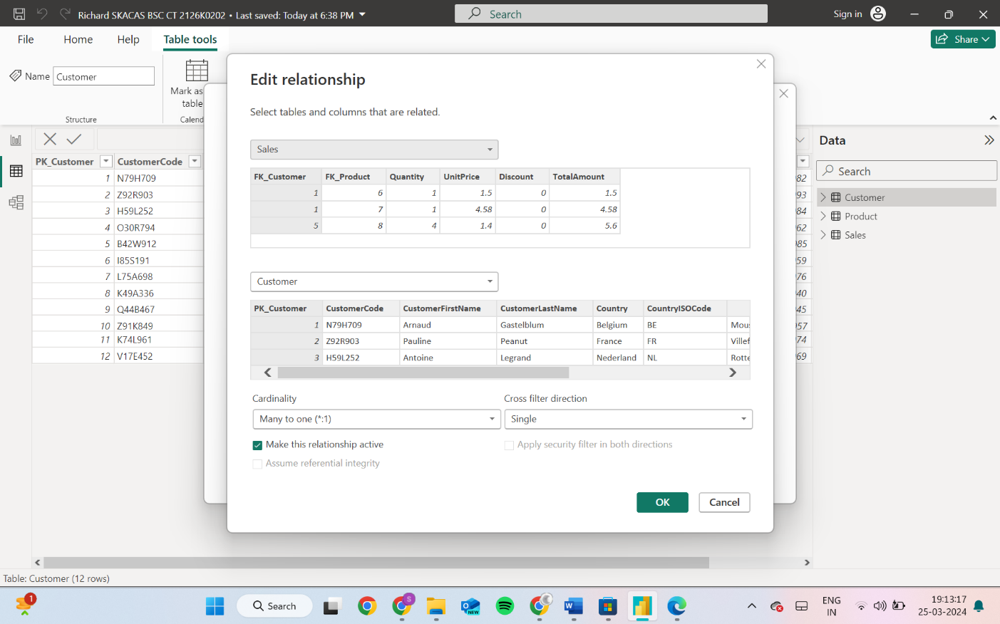 Richard SKACAS BSC CT 2126K0202 • Last saved: Today at 6:38 PM
Search
Sign in
File
Home
Help
Table tools
Share
Name
Customer
Mark as
table
Structure
Calend
Edit relationship
Select tables and columns that are related.
Sales
FK_Customer FK_Product Quantity UnitPrice Discount TotalAmount
1 6 1 1.5 0 1.5
1 7 1 4.58 0 4.58
5 8 4 1.4 0 5.6
Customer
PK_Customer CustomerCode CustomerFirstName CustomerLastName Country CountryISOCode
1 N79H709 Arnaud Gastelblum Belgium BE
2 Z92R903 Pauline Peanut France FR
3 H59L252 Antoine Legrand Nederland NL
Cardinality
Many to one (*:1)
Cross filter direction
Single
Make this relationship active
Apply security filter in both directions
Assume referential integrity
OK
Cancel
PK_Customer CustomerCode
1 N79H709
2 Z92R903
3 H59L252
4 O30R794
5 B42W912
6 I85S191
7 L75A698
8 K49A336
9 Q44B467
10 Z91K849
11 K74L961
12 V17E452
82
93
84
62
85
59
76
40
45
57
74
69
Data
Search
Customer
Product
Sales
Table: Customer (12 rows)
1
Search
S
NEW
W
ENG
IN
19:13:17
25-03-2024